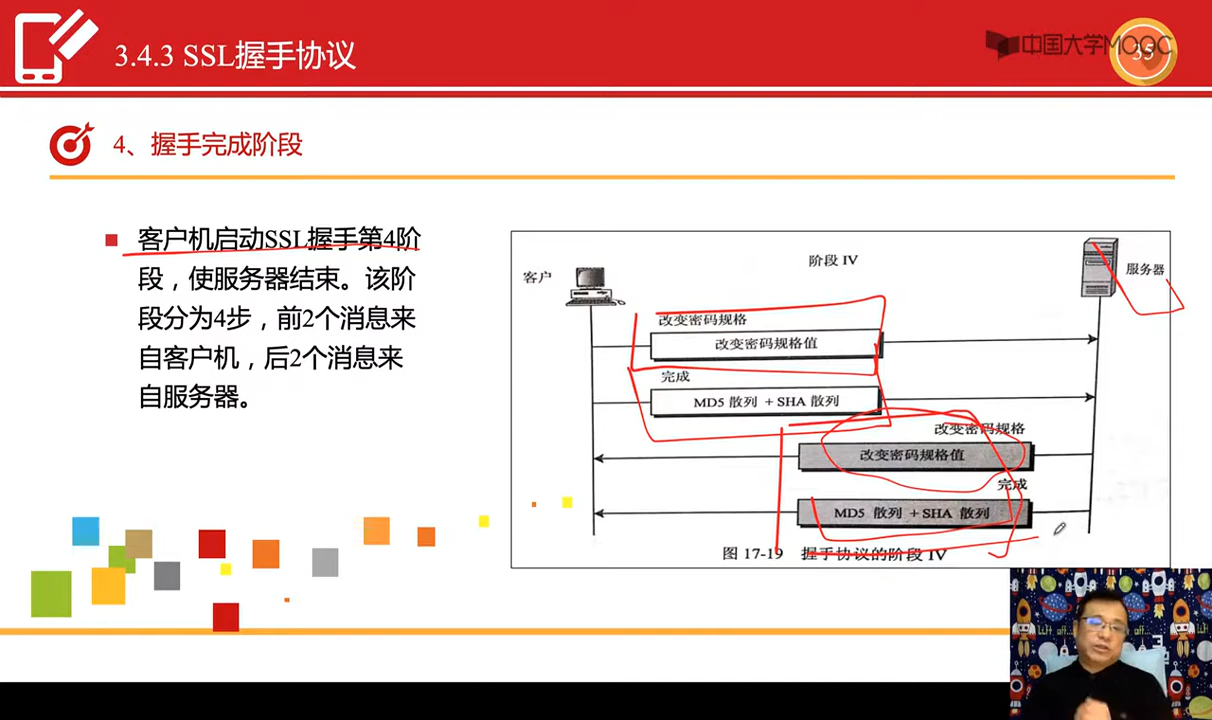 3.4.3 SSL握手协议
中国大学MOOC
35
4、握手完成阶段
客户机启动SSL握手第4阶
段，使服务器结束。该阶
段分为4步，前2个消息来
自客户机，后2个消息来
自服务器。
阶段 IV
客户
服务器
改变密码规格
改变密码规格值
完成
MD5 散列 + SHA 散列
改变密码规格
改变密码规格值
完成
MD5 散列 + SHA 散列
图 17-19 握手协议的阶段 IV